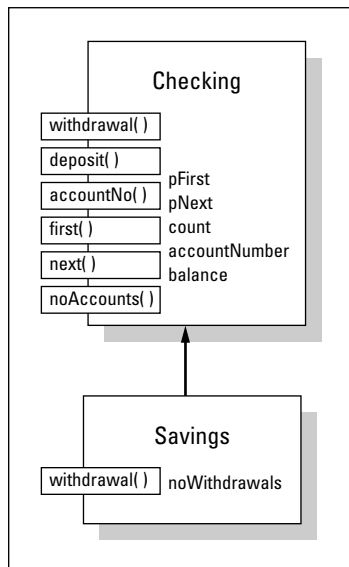 Checking
withdrawal( )
deposit( )
accountNo( )
first( )
next( )
noAccounts( )
pFirst
pNext
count
accountNumber
balance
Savings
withdrawal( )
noWithdrawals